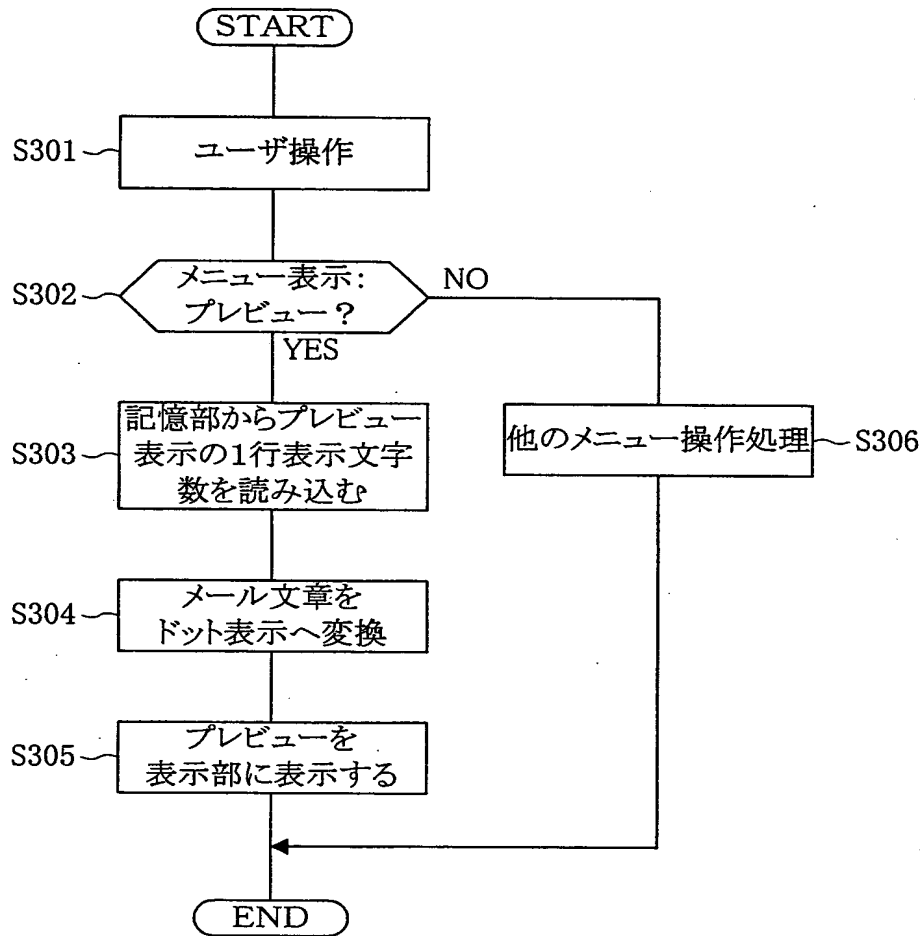 START
S301
ユーザ操作
S302
メニュー表示:
プレビュー?
NO
YES
S303
記憶部からプレビュー
表示の1行表示文字
数を読み込む
他のメニュー操作処理
S306
S304
メール文章を
ドット表示へ変換
S305
プレビューを
表示部に表示する
END